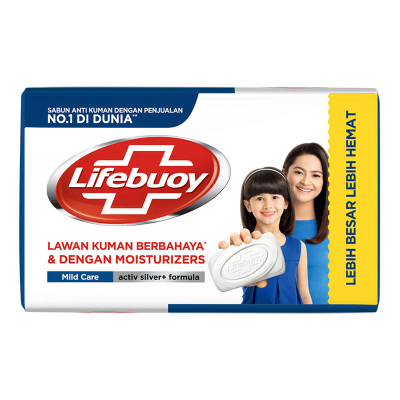 SABUN ANTI KUMAN DENGAN PENJUALAN
NO.1 DI DUNIA**
Lifebuoy
LAWAN KUMAN BERBAHAYA*
& DENGAN MOISTURIZERS
Mild Care
activ silver+ formula
LEBIH BESAR LEBIH HEMAT